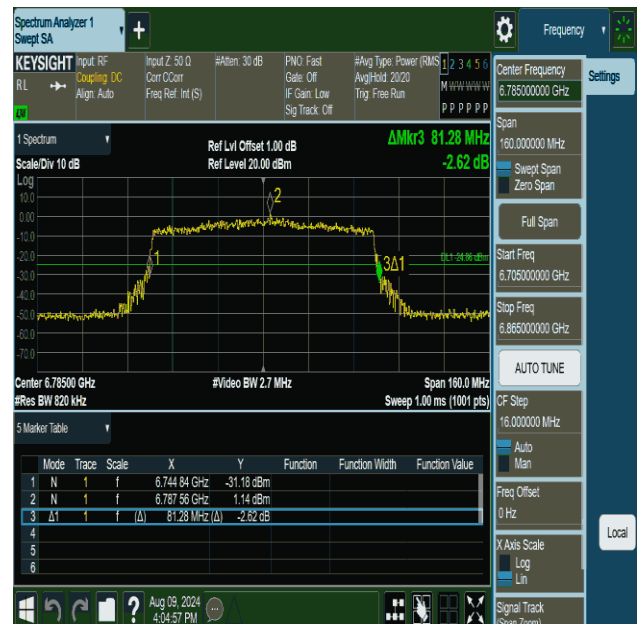 Spectrum Analyzer 1
Swept SA
+
Frequency
KEYSIGHT
RL
Input: RF
Coupling: DC
Align: Auto
Input Z: 50 Ω
Corr CCorr
Freq Ref: Int (S)
#Atten: 30 dB
PNO: Fast
Gate: Off
IF Gain: Low
Sig Track: Off
#Avg Type: Power (RMS
Avg|Hold: 20/20
Trig: Free Run
1 2 3 4 5 6
M W W W W W
P P P P P P
1 Spectrum
Scale/Div 10 dB
Ref Lvl Offset 1.00 dB
Ref Level 20.00 dBm
ΔMkr3 81.28 MHz
-2.62 dB
Log
10.0
0.00
-10.0
-20.0
-30.0
-40.0
-50.0
-60.0
-70.0
2
1
3Δ1
DL1 -24.86 dBm
Center 6.78500 GHz
#Res BW 820 kHz
#Video BW 2.7 MHz
Span 160.0 MHz
Sweep 1.00 ms (1001 pts)
5 Marker Table
Mode Trace Scale X Y Function Function Width Function Value
1 N 1 f 6.744 84 GHz -31.18 dBm
2 N 1 f 6.787 56 GHz 1.14 dBm
3 Δ1 1 f (Δ) 81.28 MHz (Δ) -2.62 dB
4
5
6
?
Aug 09, 2024
4:04:57 PM
Center Frequency
6.785000000 GHz
Span
160.000000 MHz
Swept Span
Zero Span
Full Span
Start Freq
6.705000000 GHz
Stop Freq
6.865000000 GHz
AUTO TUNE
CF Step
16.000000 MHz
Auto
Man
Freq Offset
0 Hz
X Axis Scale
Log
Lin
Signal Track
(Span Zoom)
Settings
Local